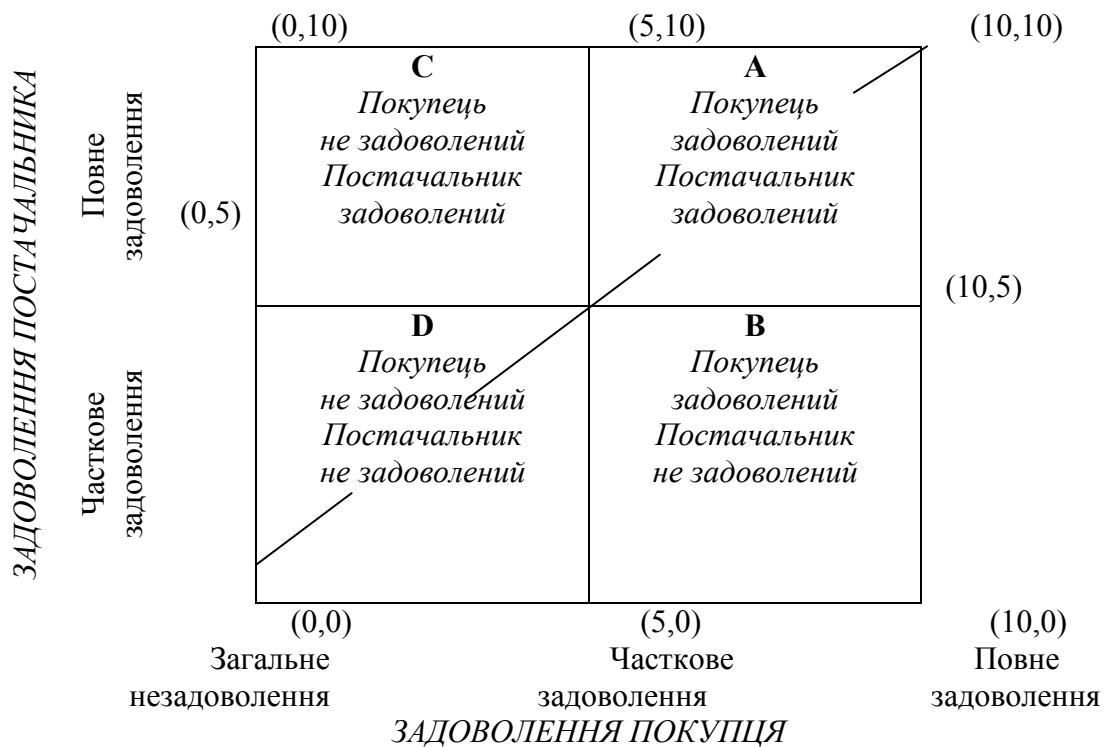 (0,10)
(5,10)
(10,10)
ЗАДОВОЛЕННЯ ПОСТАЧАЛЬНИКА
Повне
задоволення
Часткове
задоволення
(0,5)
C
Покупець
не задоволений
Постачальник
задоволений
A
Покупець
задоволений
Постачальник
задоволений
(10,5)
D
Покупець
не задоволений
Постачальник
не задоволений
B
Покупець
задоволений
Постачальник
не задоволений
(0,0)
(5,0)
(10,0)
Загальне
незадоволення
Часткове
задоволення
Повне
задоволення
ЗАДОВОЛЕННЯ ПОКУПЦЯ